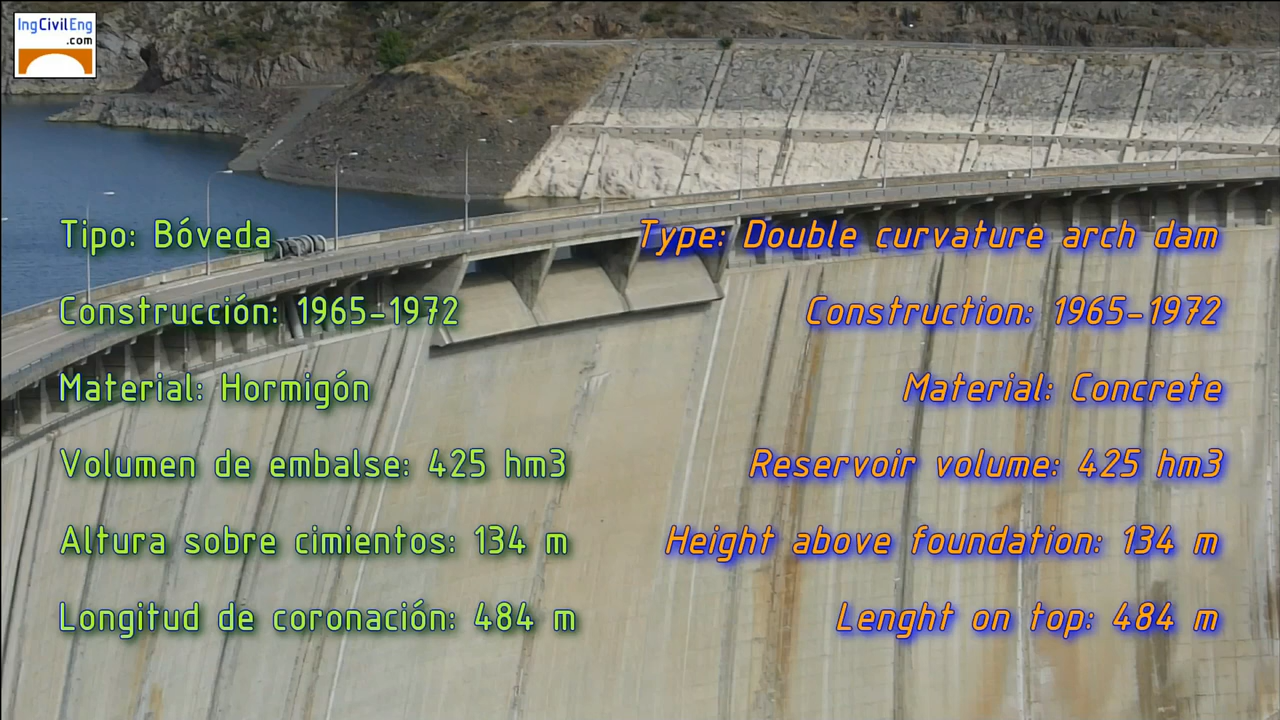 IngCivilEng
.com
Tipo: Bóveda
Type: Double curvature arch dam
Construcción: 1965-1972
Construction: 1965-1972
Material: Hormigón
Material: Concrete
Volumen de embalse: 425 hm3
Reservoir volume: 425 hm3
Altura sobre cimientos: 134 m
Height above foundation: 134 m
Longitud de coronación: 484 m
Lenght on top: 484 m